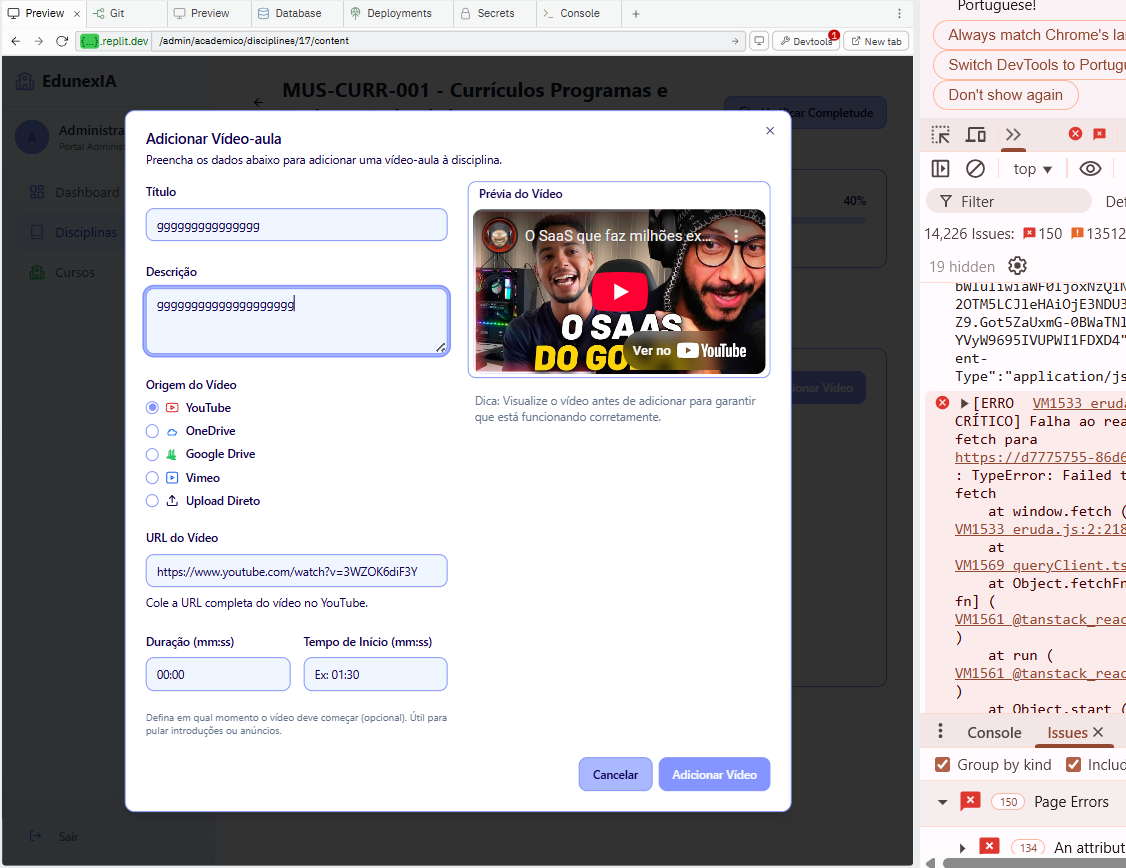 Preview
Git
Preview
Database
Deployments
Secrets
Console
{...}.replit.dev /admin/academico/disciplines/17/content
Devtools
1
New tab
EdunexIA
A
Administra
Portal Adminis
Dashboard
Disciplinas
Cursos
Sair
MUS-CURR-001 - Currículos Programas e
car Completude
40%
onar Vídeo
Adicionar Vídeo-aula
Preencha os dados abaixo para adicionar uma vídeo-aula à disciplina.
Título
ggggggggggggggg
Descrição
gggggggggggggggggggg
Origem do Vídeo
YouTube
OneDrive
Google Drive
Vimeo
Upload Direto
URL do Vídeo
https://www.youtube.com/watch?v=3WZOK6diF3Y
Cole a URL completa do vídeo no YouTube.
Duração (mm:ss)
Tempo de Início (mm:ss)
00:00
Ex: 01:30
Defina em qual momento o vídeo deve começar (opcional). Útil para
pular introduções ou anúncios.
Prévia do Vídeo
O SaaS que faz milhões ex...
O SAAS
DO GO
Ver no YouTube
Dica: Visualize o vídeo antes de adicionar para garantir
que está funcionando corretamente.
Cancelar
Adicionar Vídeo
Portuguese!
Always match Chrome's la
Switch DevTools to Portug
Don't show again
top
Filter
Def
14,226 Issues: 150 13512
19 hidden
2OTM5LCJleHAiOjE3NDU3
Z9.Got5ZaUxmG-0BWaTNl
YVyW9695IVUPWI1FDXD4"
ent-
Type":"application/js
[ERRO VM1533 eruda
CRÍTICO] Falha ao rea
fetch para
https://d7775755-86d6
: TypeError: Failed t
fetch
at window.fetch (
VM1533 eruda.js:2:218
at
VM1569 queryClient.ts
at Object.fetchFn
fn] (
VM1561 @tanstack_reac
)
at run (
VM1561 @tanstack_reac
)
at Object.start (
Console
Issues
Group by kind
Includ
150
Page Errors
134
An attribut